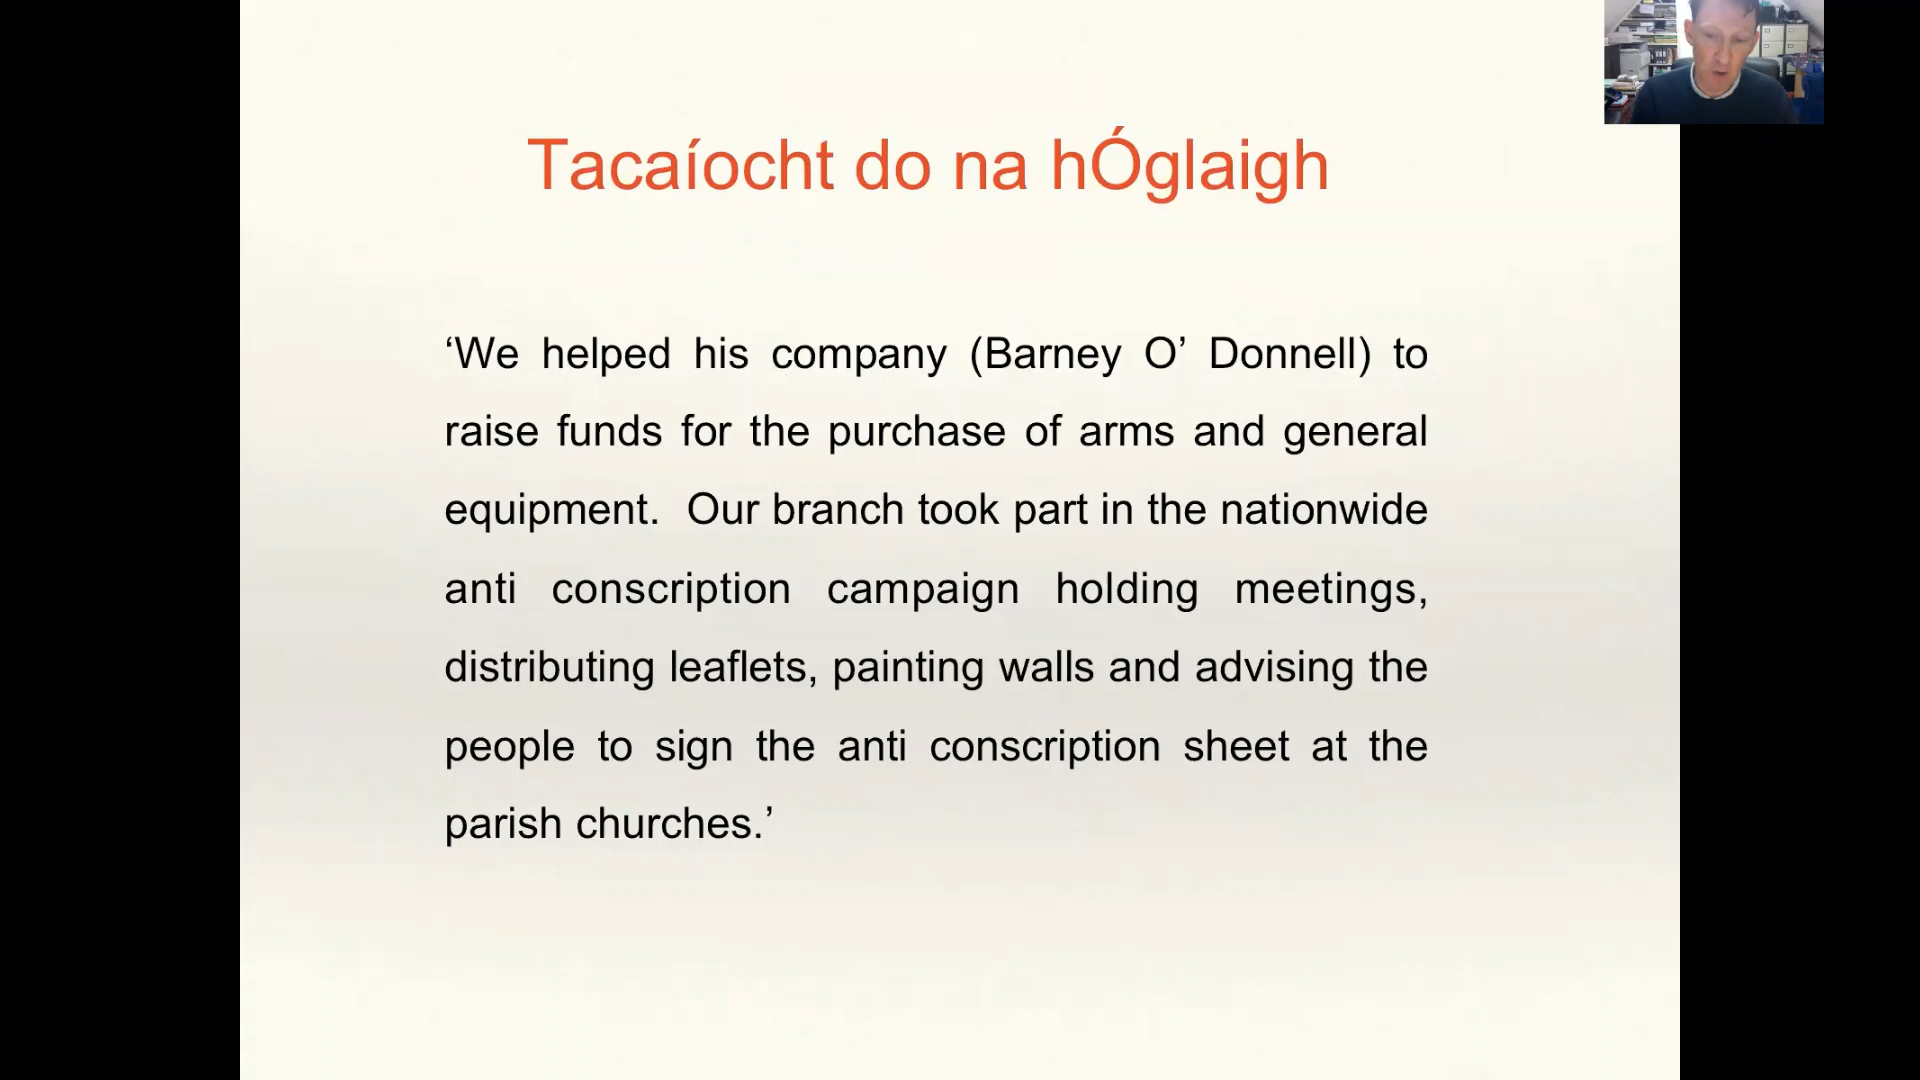 Tacaíocht do na hÓglaigh
‘We helped his company (Barney O’ Donnell) to
raise funds for the purchase of arms and general
equipment.  Our branch took part in the nationwide
anti conscription campaign holding meetings,
distributing leaflets, painting walls and advising the
people to sign the anti conscription sheet at the
parish churches.’